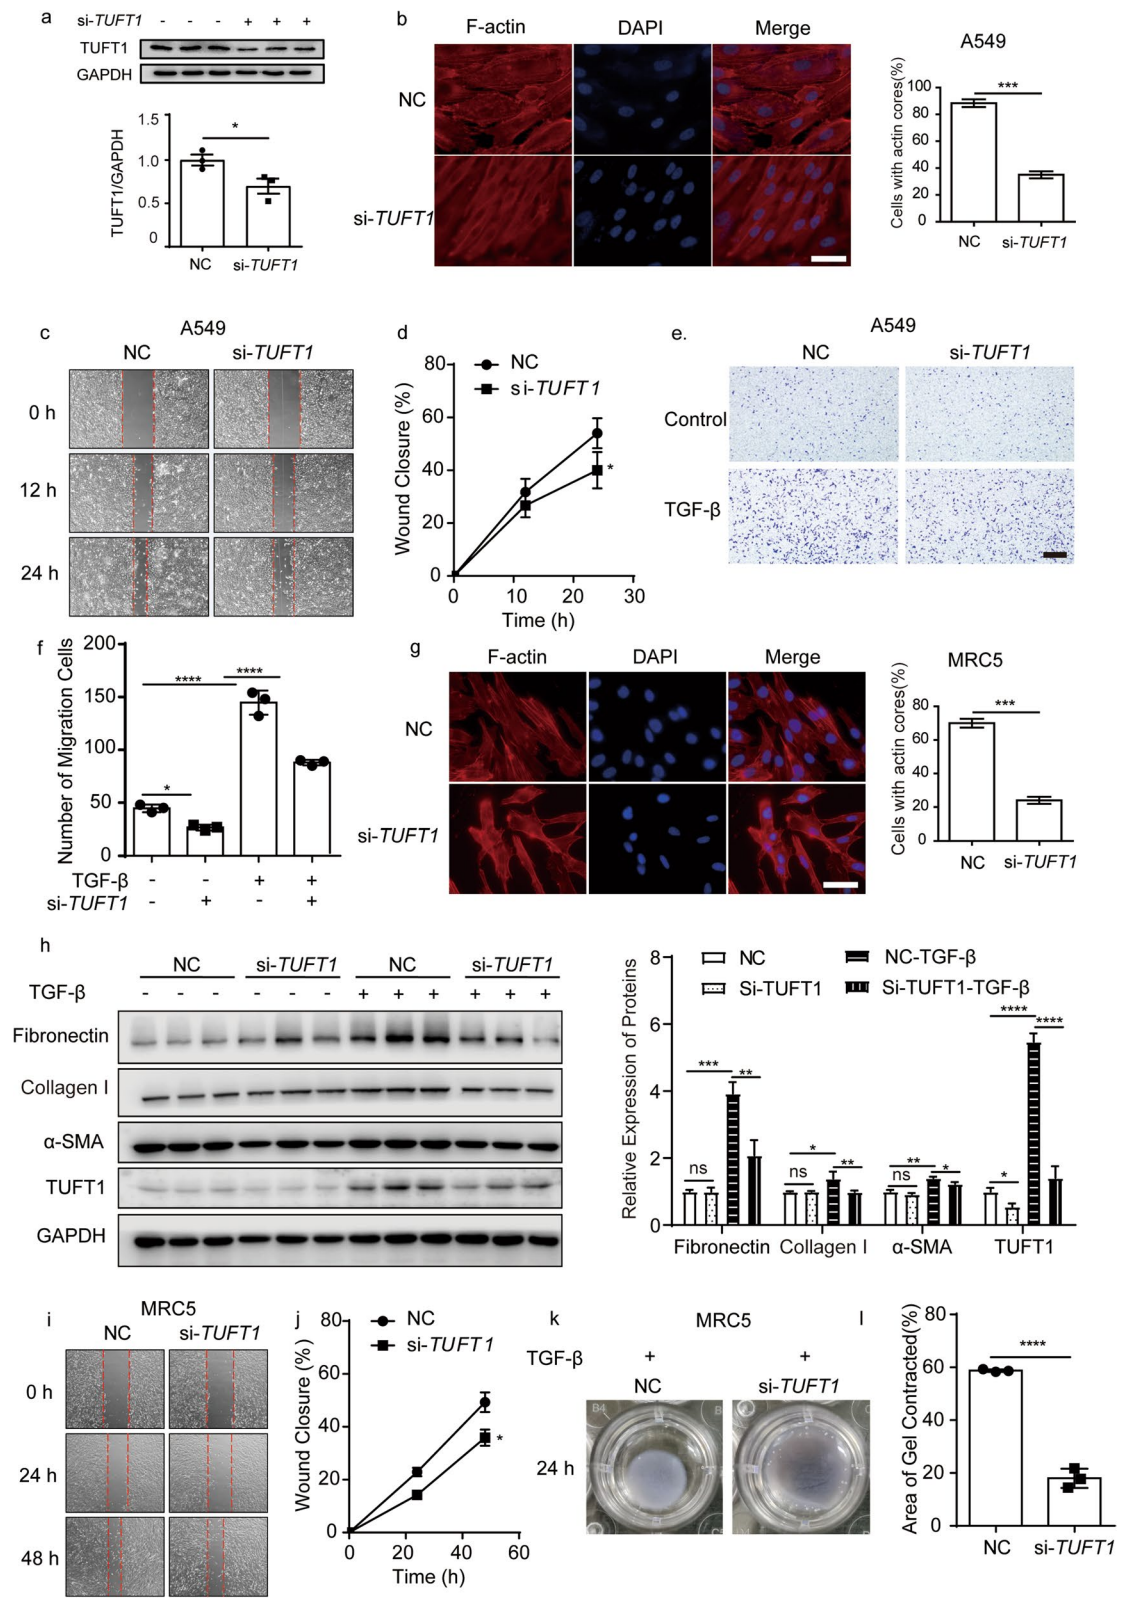 a
si-TUFT1 - - - + + +
TUFT1
GAPDH
TUFT1/GAPDH
1.5
1.0
0.5
0
*
NC si-TUFT1
b
F-actin DAPI Merge
NC
si-TUFT1
A549
Cells with actin cores(%)
100
80
60
40
20
0
***
NC si-TUFT1
c
A549
NC si-TUFT1
0 h
12 h
24 h
d
Wound Closure (%)
80
60
40
20
0
NC
si-TUFT1
*
0 10 20 30
Time (h)
e.
A549
NC si-TUFT1
Control
TGF-β
f
Number of Migration Cells
200
150
100
50
0
**** ****
*
TGF-β - - + +
si-TUFT1 - + - +
g
F-actin DAPI Merge
NC
si-TUFT1
MRC5
Cells with actin cores(%)
80
60
40
20
0
***
NC si-TUFT1
h
NC si-TUFT1 NC si-TUFT1
TGF-β - - - - - - + + + + + +
Fibronectin
Collagen I
α-SMA
TUFT1
GAPDH
Relative Expression of Proteins
8
6
4
2
0
NC NC-TGF-β
Si-TUFT1 Si-TUFT1-TGF-β
ns *** **
ns * **
ns ** *
* **** ****
Fibronectin Collagen I α-SMA TUFT1
i
MRC5
NC si-TUFT1
0 h
24 h
48 h
j
Wound Closure (%)
80
60
40
20
0
NC
si-TUFT1
*
0 20 40 60
Time (h)
k
MRC5
TGF-β + +
NC si-TUFT1
24 h
B4
l
Area of Gel Contracted(%)
80
60
40
20
0
****
NC si-TUFT1